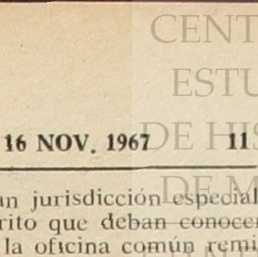 CENT
ESTU
DE HIS
16 NOV. 1967 11
DE M
an jurisdicción especial
rito que deban conocer
la oficina común remi